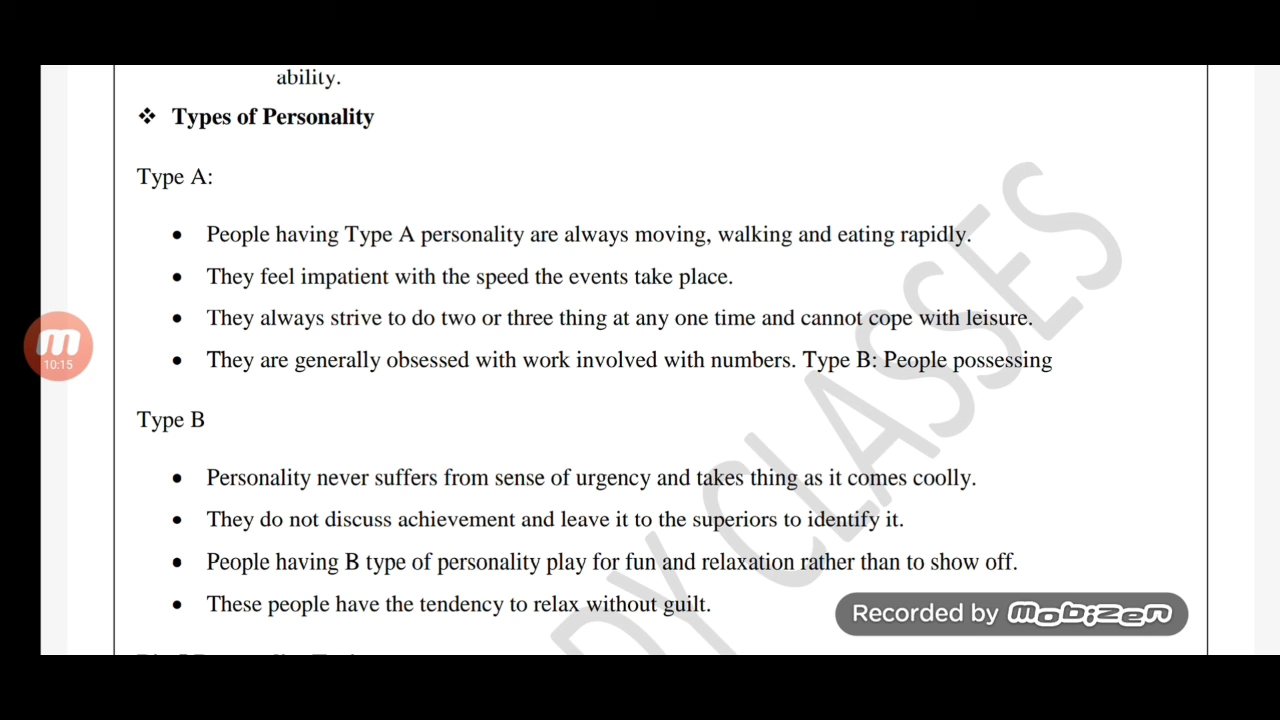 ability.
❖ Types of Personality
Type A:
• People having Type A personality are always moving, walking and eating rapidly.
• They feel impatient with the speed the events take place.
• They always strive to do two or three thing at any one time and cannot cope with leisure.
• They are generally obsessed with work involved with numbers. Type B: People possessing
Type B
• Personality never suffers from sense of urgency and takes thing as it comes coolly.
• They do not discuss achievement and leave it to the superiors to identify it.
• People having B type of personality play for fun and relaxation rather than to show off.
• These people have the tendency to relax without guilt.
DY CLASSES
m
10:15
Recorded by mobizen